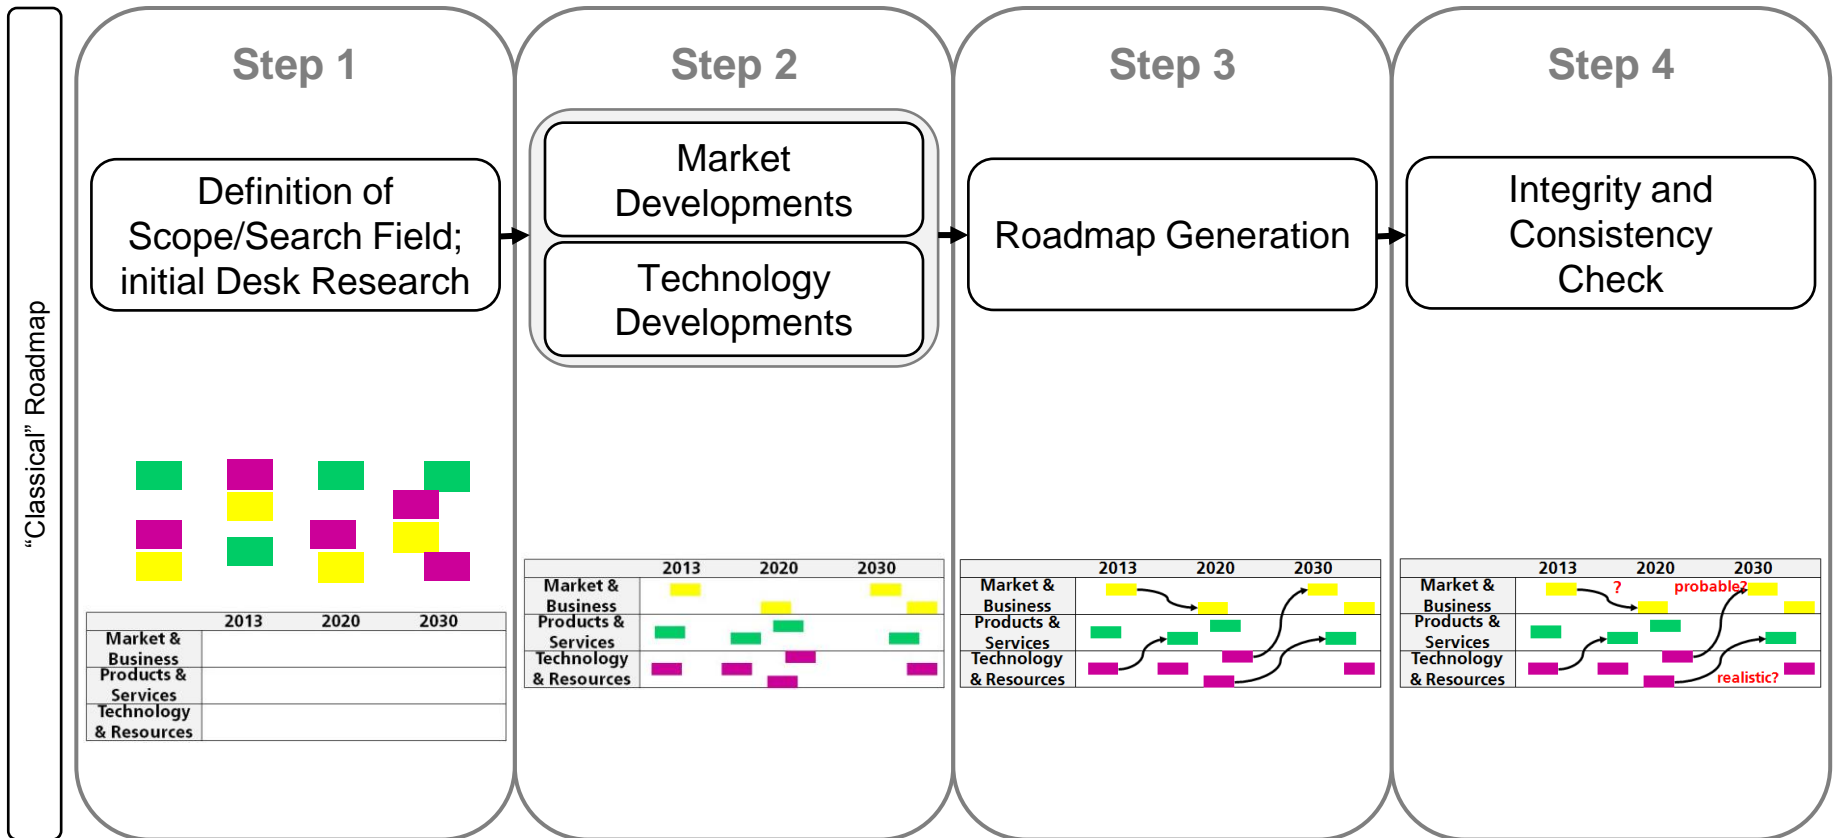 “Classical” Roadmap
Step 1
Definition of
Scope/Search Field;
initial Desk Research
2013 2020 2030
Market &
Business
Products &
Services
Technology
& Resources
Step 2
Market
Developments
Technology
Developments
2013 2020 2030
Market &
Business
Products &
Services
Technology
& Resources
Step 3
Roadmap Generation
2013 2020 2030
Market &
Business
Products &
Services
Technology
& Resources
Step 4
Integrity and
Consistency
Check
2013 2020 2030
Market &
Business
? probable?
Products &
Services
Technology
& Resources
realistic?